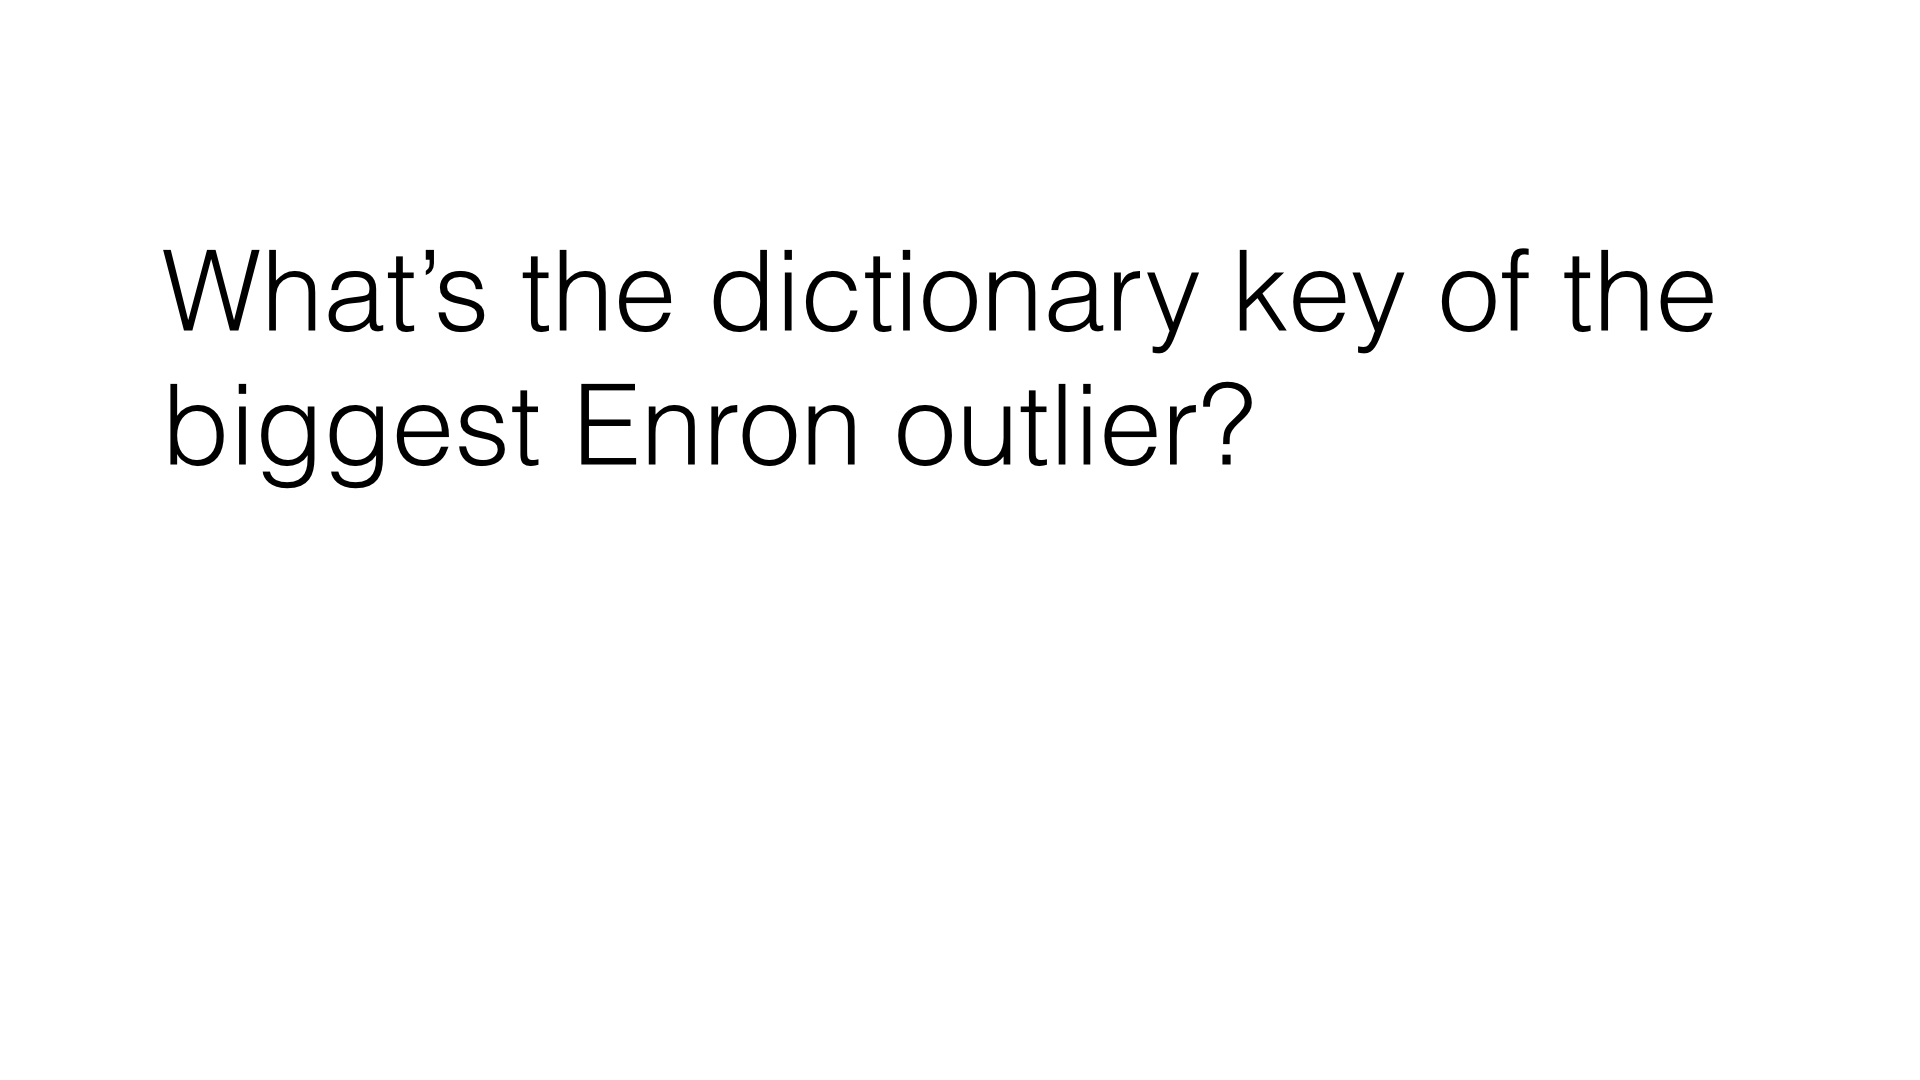 What’s the dictionary key of the
biggest Enron outlier?